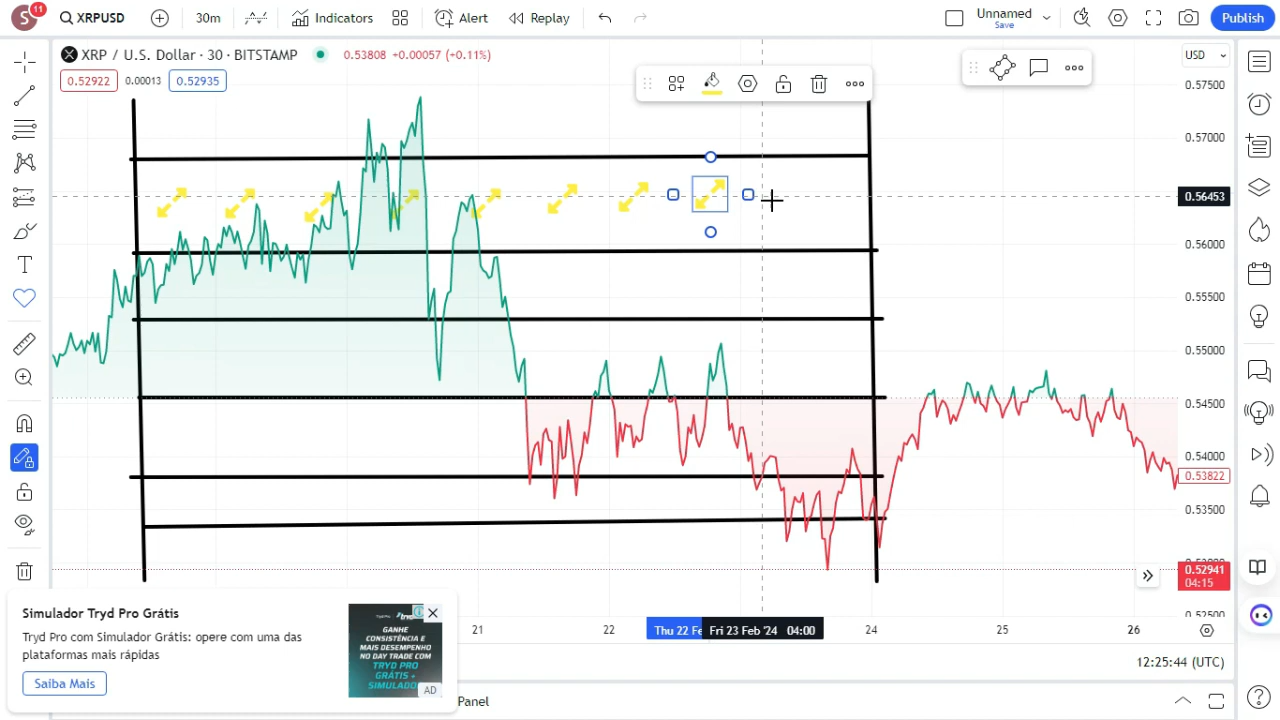 S
11
XRPUSD
30m
Indicators
Alert
Replay
Unnamed
Save
Publish
XRP / U.S. Dollar · 30 · BITSTAMP
0.53808 +0.00057 (+0.11%)
0.52922
0.00013
0.52935
USD
0.57500
0.57000
0.56453
0.56000
0.55500
0.55000
0.54500
0.54000
0.53822
0.53500
0.52941
04:15
0.52500
21
22
Thu 22 Fe
Fri 23 Feb '24 04:00
24
25
26
12:25:44 (UTC)
Panel
Simulador Tryd Pro Grátis
Tryd Pro com Simulador Grátis: opere com uma das
plataformas mais rápidas
Saiba Mais
GANHE
CONSISTÊNCIA E
MAIS DESEMPENHO
NO DAY TRADE COM
TRYD PRO
GRÁTIS +
SIMULADO
AD